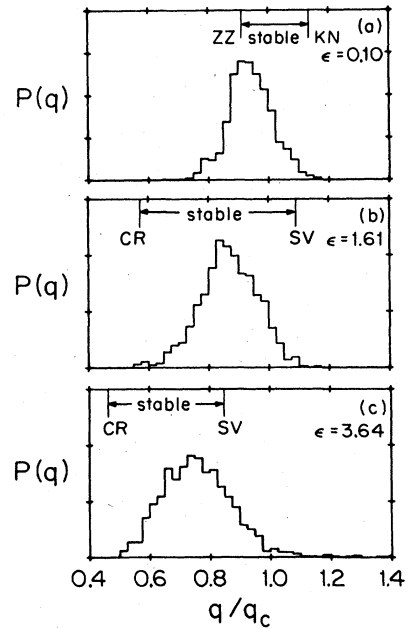 (a)
ZZ stable KN
ϵ = 0.10
P(q)
stable (b)
CR SV ϵ = 1.61
P(q)
stable (c)
CR SV ϵ = 3.64
P(q)
0.4 0.6 0.8 1.0 1.2 1.4
q/q_c